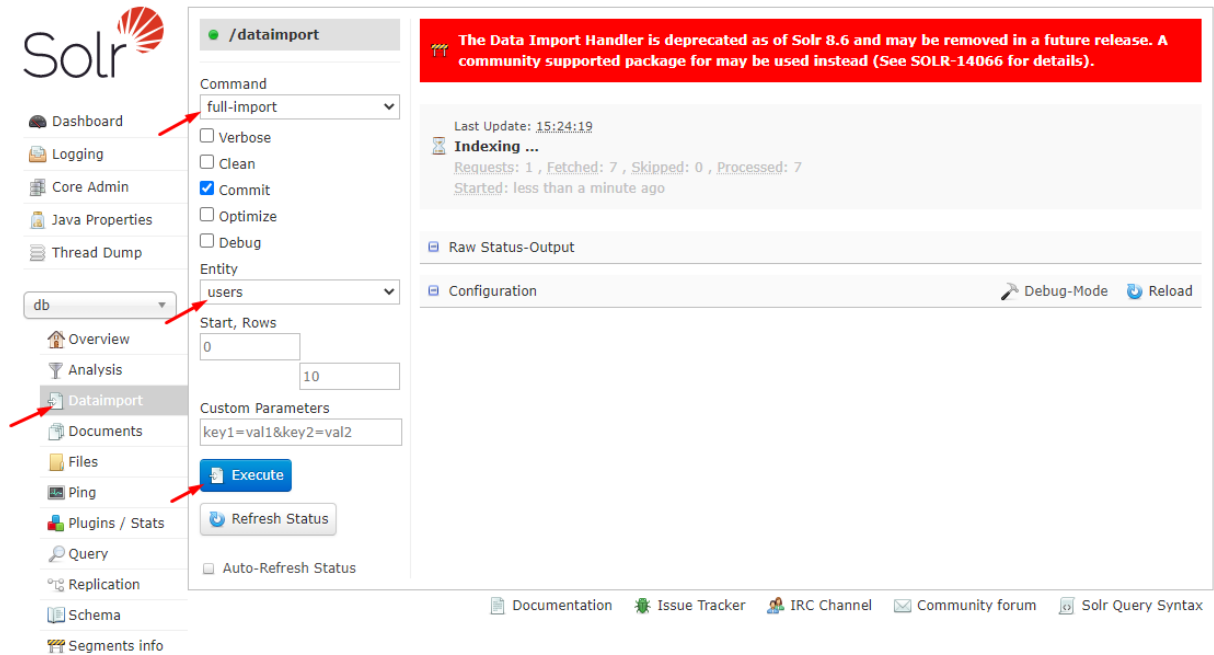 Solr
Dashboard
Logging
Core Admin
Java Properties
Thread Dump
db
Overview
Analysis
Dataimport
Documents
Files
Ping
Plugins / Stats
Query
Replication
Schema
Segments info
/dataimport
Command
full-import
Verbose
Clean
Commit
Optimize
Debug
Entity
users
Start, Rows
0
10
Custom Parameters
key1=val1&key2=val2
Execute
Refresh Status
Auto-Refresh Status
The Data Import Handler is deprecated as of Solr 8.6 and may be removed in a future release. A
community supported package for may be used instead (See SOLR-14066 for details).
Last Update: 15:24:19
Indexing ...
Requests: 1 , Fetched: 7 , Skipped: 0 , Processed: 7
Started: less than a minute ago
Raw Status-Output
Configuration Debug-Mode Reload
Documentation Issue Tracker IRC Channel Community forum Solr Query Syntax